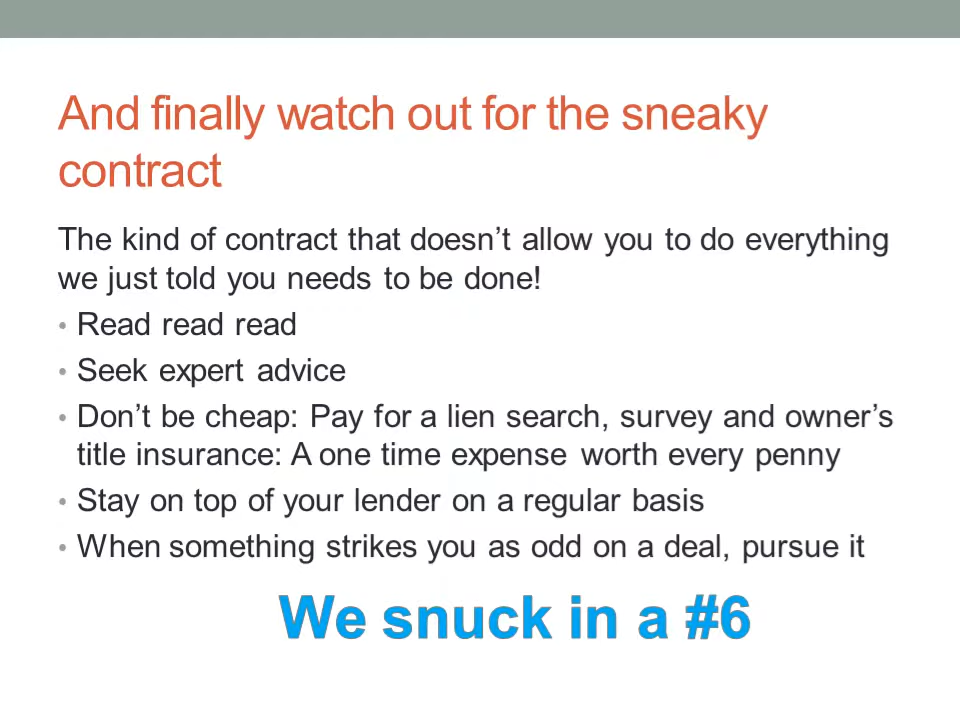 And finally watch out for the sneaky
contract
The kind of contract that doesn’t allow you to do everything
we just told you needs to be done!
• Read read read
• Seek expert advice
• Don’t be cheap: Pay for a lien search, survey and owner’s
title insurance: A one time expense worth every penny
• Stay on top of your lender on a regular basis
• When something strikes you as odd on a deal, pursue it
We snuck in a #6